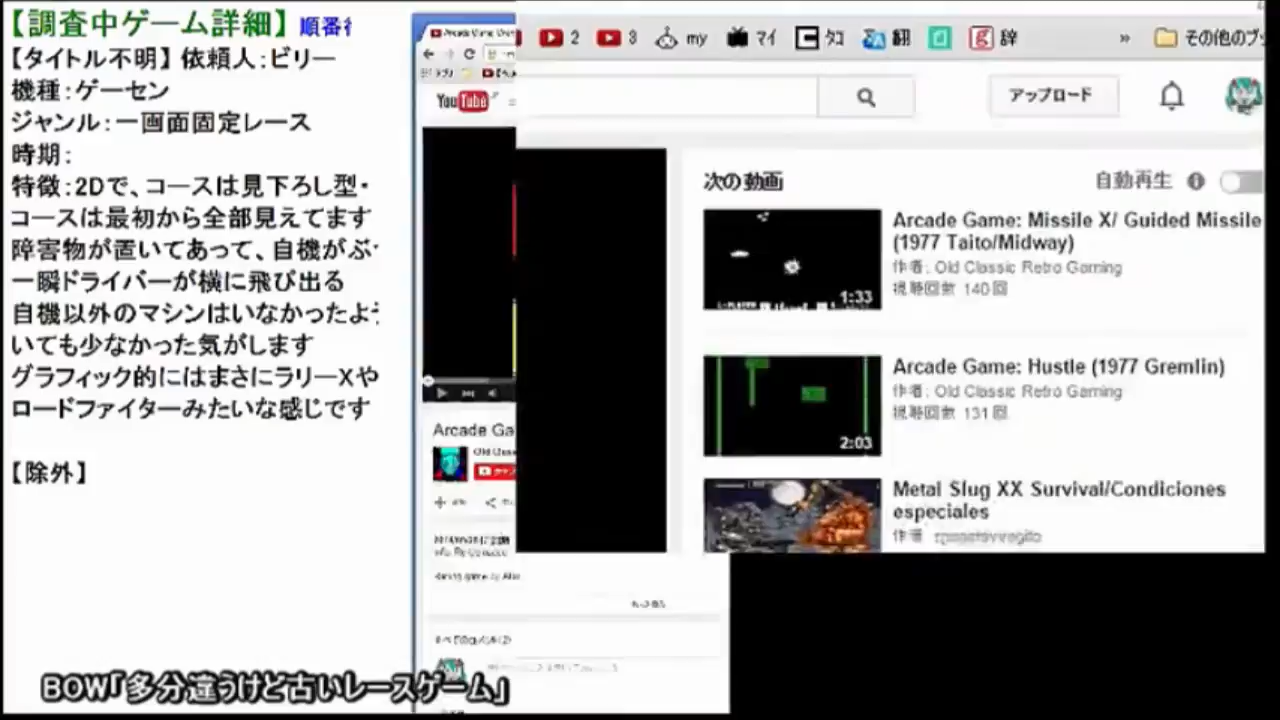 【調査中ゲーム詳細】 順番
【タイトル不明】 依頼人：ビリー
機種：ゲーセン
ジャンル：一画面固定レース
時期：
特徴：2Dで、コースは見下ろし型・
コースは最初から全部見えてます
障害物が置いてあって、自機がぶ
一瞬ドライバーが横に飛び出る
自機以外のマシンはいなかったよ
いても少なかった気がします
グラフィック的にはまさにラリーXや
ロードファイターみたいな感じです
【除外】
BOW「多分違うけど古いレースゲーム」
YouTube
Arcade Ga
もっと見る
2 3 my マイ タコ 翻 辞 » その他のブッ
アップロード
次の動画 自動再生
Arcade Game: Missile X/ Guided Missile
(1977 Taito/Midway)
作者: Old Classic Retro Gaming
視聴回数 140 回
1:33
Arcade Game: Hustle (1977 Gremlin)
作者: Old Classic Retro Gaming
視聴回数 131 回
2:03
Metal Slug XX Survival/Condiciones
especiales
作者: